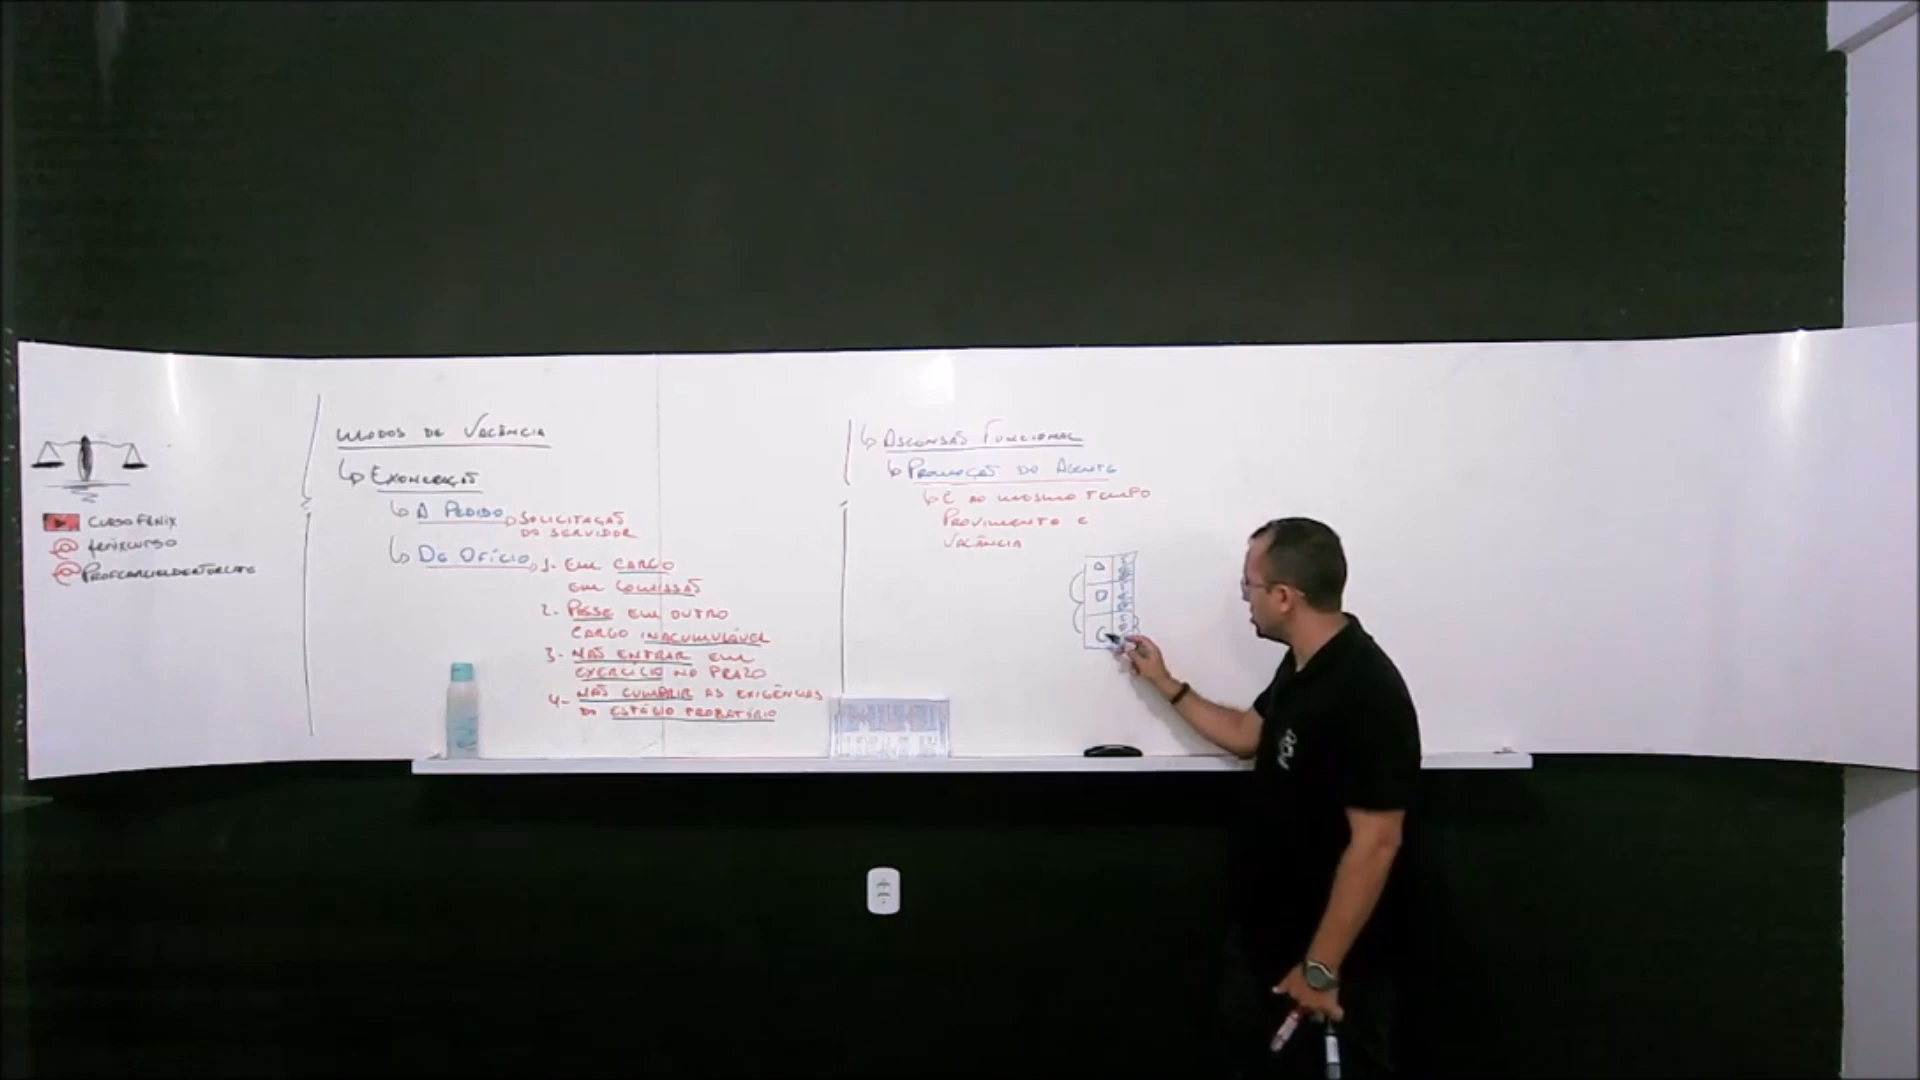 CURSO FÊNIX
@ fenixcurso
@
MODOS DE VACÂNCIA
↳ EXONERAÇÃO
↳ A PEDIDO → SOLICITAÇÃO
DO SERVIDOR
↳ DE OFÍCIO → 1- EM CARGO
EM COMISSÃO
2- POSSE EM OUTRO
CARGO INACUMULÁVEL
3- NÃO ENTRAR EM
EXERCÍCIO NO PRAZO
4- NÃO CUMPRIR AS EXIGÊNCIAS
DO ESTÁGIO PROBATÓRIO
↳ ASCENSÃO FUNCIONAL
↳ PROMOÇÃO DO AGENTE
↳ É AO MESMO TEMPO
PROVIMENTO E
VACÂNCIA